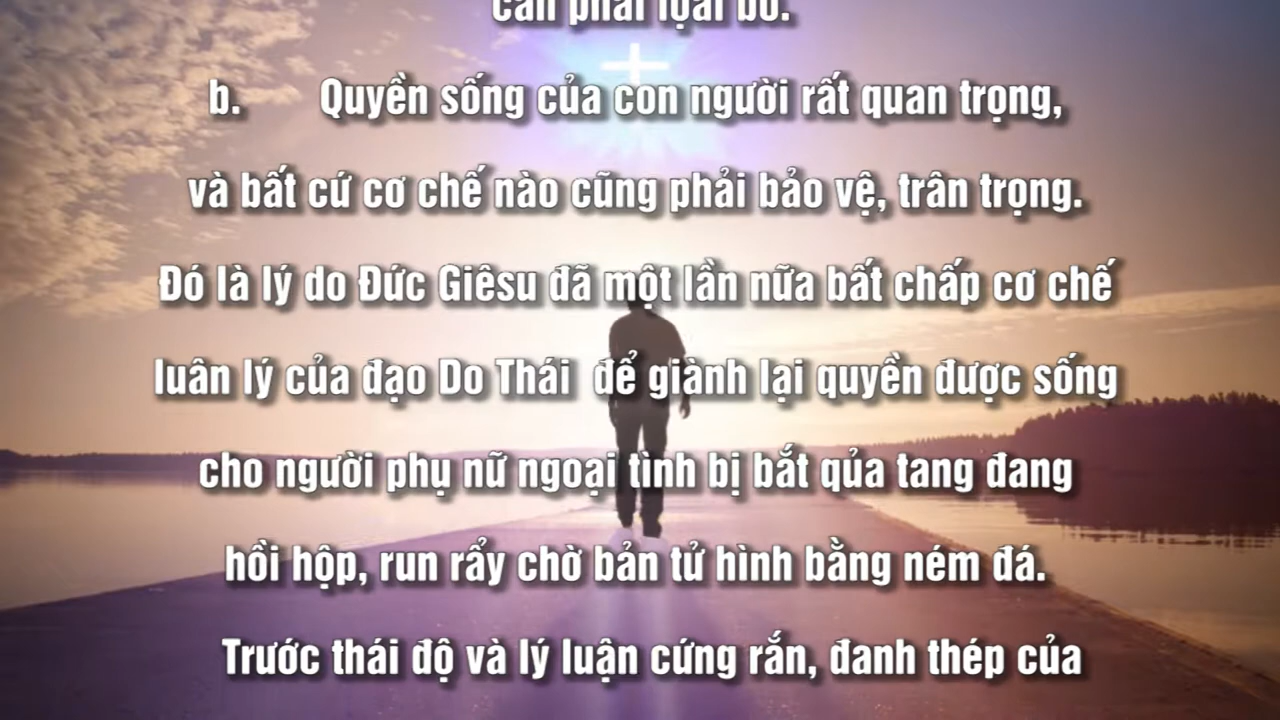 cần phải loại bỏ.
b. Quyền sống của con người rất quan trọng,
và bất cứ cơ chế nào cũng phải bảo vệ, trân trọng.
Đó là lý do Đức Giêsu đã một lần nữa bất chấp cơ chế
luân lý của đạo Do Thái để giành lại quyền được sống
cho người phụ nữ ngoại tình bị bắt qủa tang đang
hồi hộp, run rẩy chờ bản tử hình bằng ném đá.
Trước thái độ và lý luận cứng rắn, đanh thép của